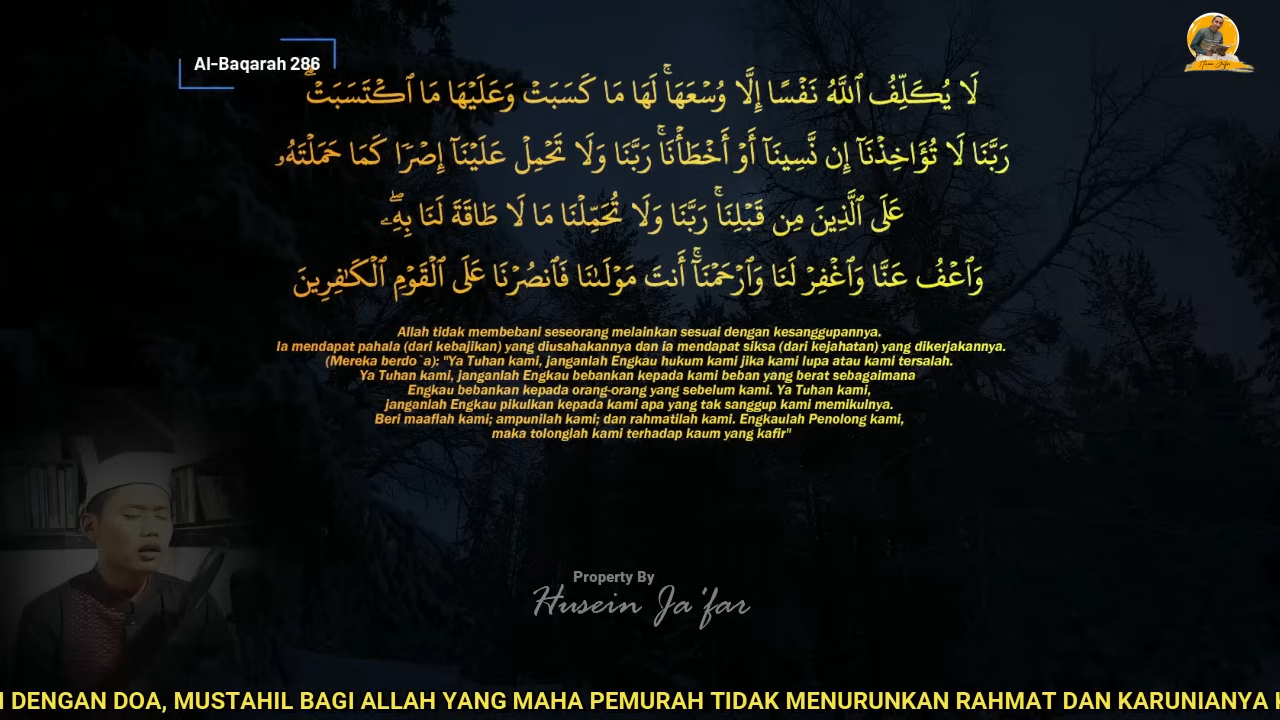 Al-Baqarah 286
لَا يُكَلِّفُ ٱللَّهُ نَفْسًا إِلَّا وُسْعَهَاۚ لَهَا مَا كَسَبَتْ وَعَلَيْهَا مَا ٱكْتَسَبَتْۗ
رَبَّنَا لَا تُؤَاخِذْنَآ إِن نَّسِينَآ أَوْ أَخْطَأْنَاۚ رَبَّنَا وَلَا تَحْمِلْ عَلَيْنَآ إِصْرًا كَمَا حَمَلْتَهُۥ
عَلَى ٱلَّذِينَ مِن قَبْلِنَاۚ رَبَّنَا وَلَا تُحَمِّلْنَا مَا لَا طَاقَةَ لَنَا بِهِۦۖ
وَٱعْفُ عَنَّا وَٱغْفِرْ لَنَا وَٱرْحَمْنَآۚ أَنتَ مَوْلَىٰنَا فَٱنصُرْنَا عَلَى ٱلْقَوْمِ ٱلْكَٰفِرِينَ
Allah tidak membebani seseorang melainkan sesuai dengan kesanggupannya.
Ia mendapat pahala (dari kebajikan) yang diusahakannya dan ia mendapat siksa (dari kejahatan) yang dikerjakannya.
(Mereka berdo`a): "Ya Tuhan kami, janganlah Engkau hukum kami jika kami lupa atau kami tersalah.
Ya Tuhan kami, janganlah Engkau bebankan kepada kami beban yang berat sebagaimana
Engkau bebankan kepada orang-orang yang sebelum kami. Ya Tuhan kami,
janganlah Engkau pikulkan kepada kami apa yang tak sanggup kami memikulnya.
Beri maaflah kami; ampunilah kami; dan rahmatilah kami. Engkaulah Penolong kami,
maka tolonglah kami terhadap kaum yang kafir"
Property By
Husein Ja'far
DENGAN DOA, MUSTAHIL BAGI ALLAH YANG MAHA PEMURAH TIDAK MENURUNKAN RAHMAT DAN KARUNIANYA